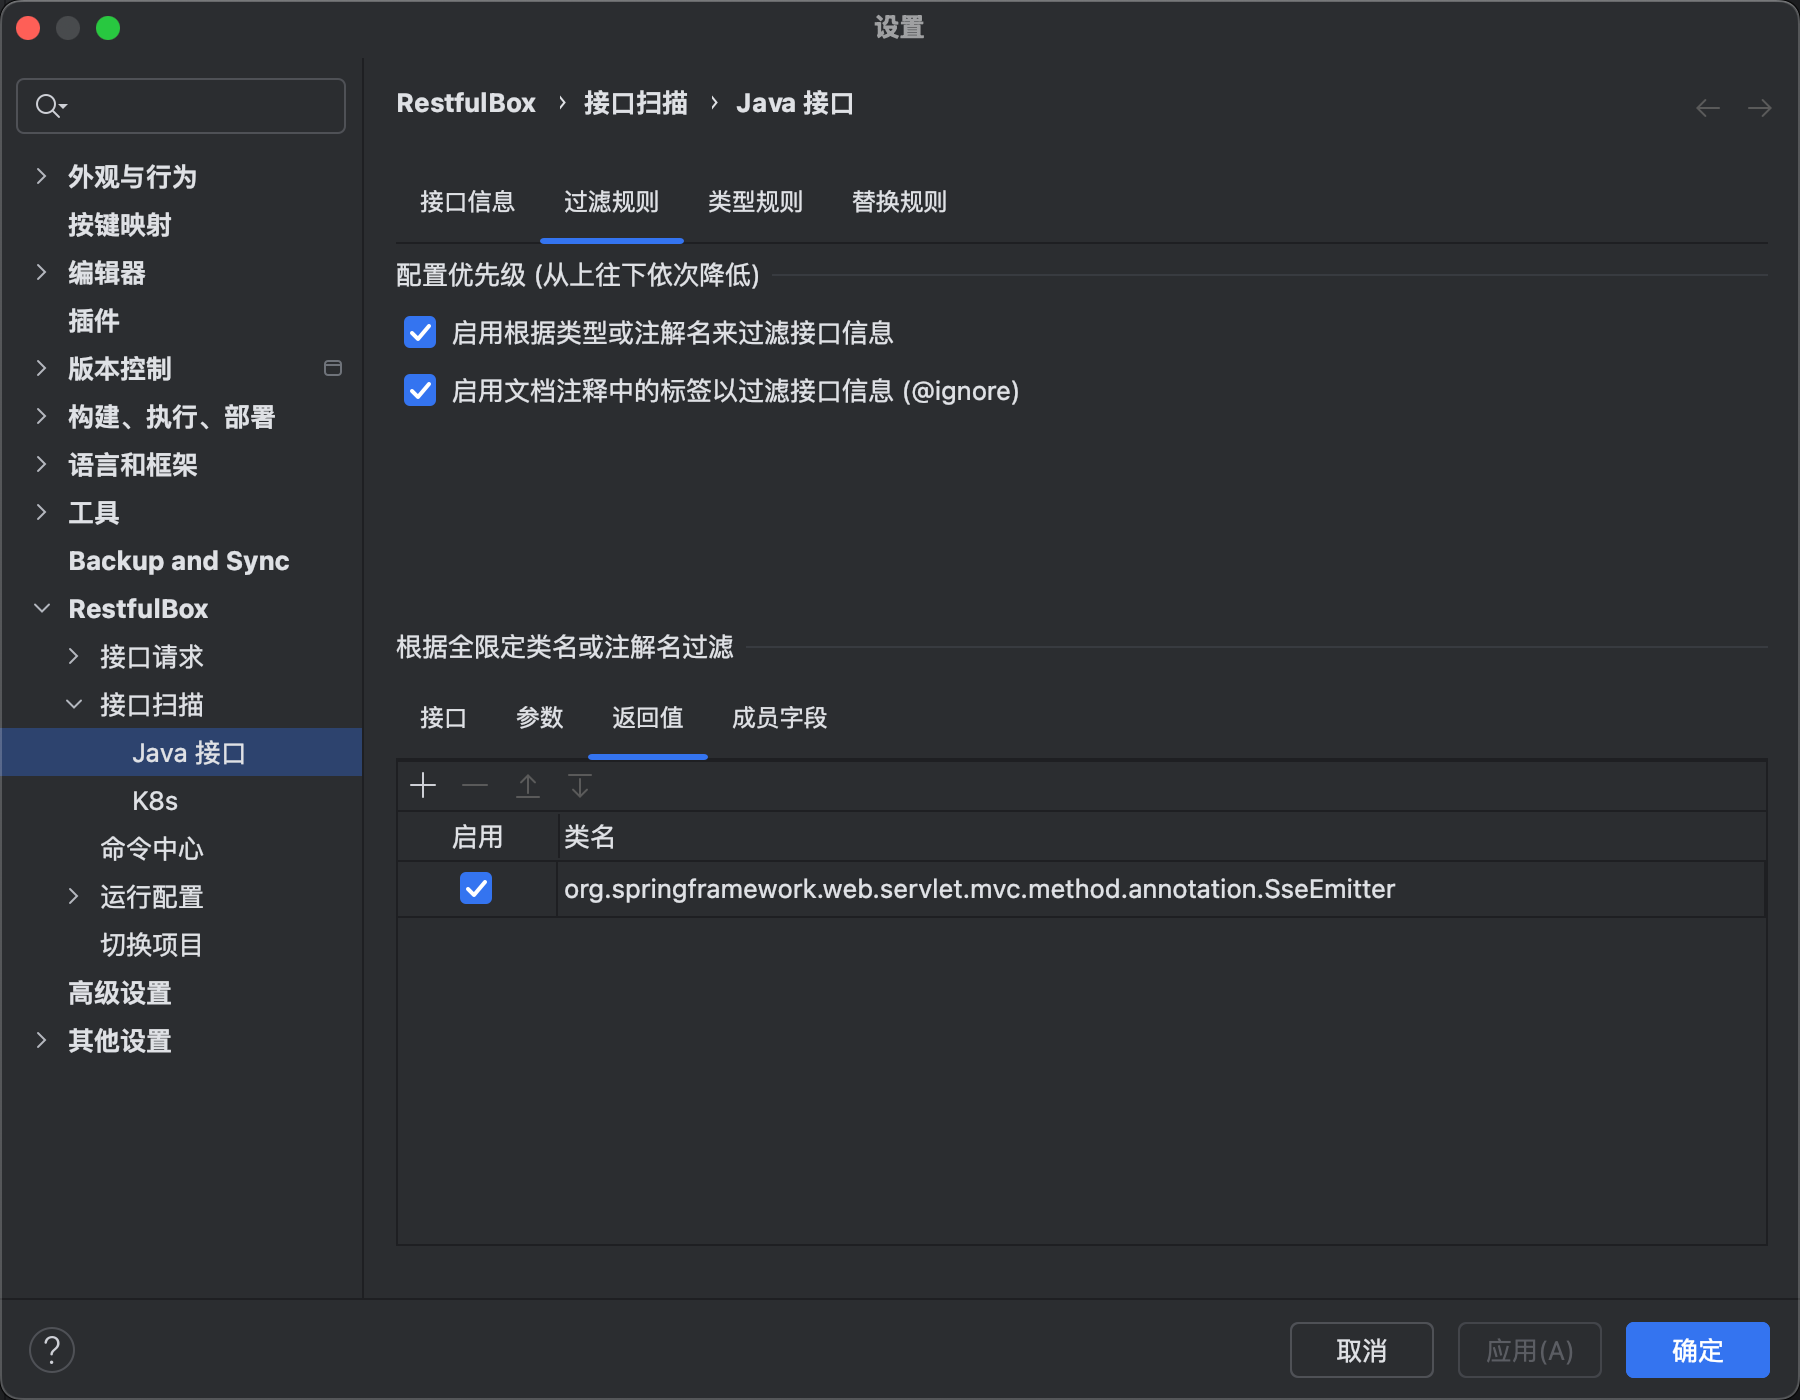 设置
RestfulBox › 接口扫描 › Java 接口
外观与行为
按键映射
编辑器
插件
版本控制
构建、执行、部署
语言和框架
工具
Backup and Sync
RestfulBox
接口请求
接口扫描
Java 接口
K8s
命令中心
运行配置
切换项目
高级设置
其他设置
接口信息 过滤规则 类型规则 替换规则
配置优先级 (从上往下依次降低)
启用根据类型或注解名来过滤接口信息
启用文档注释中的标签以过滤接口信息 (@ignore)
根据全限定类名或注解名过滤
接口 参数 返回值 成员字段
启用 类名
org.springframework.web.servlet.mvc.method.annotation.SseEmitter
?
取消 应用(A) 确定